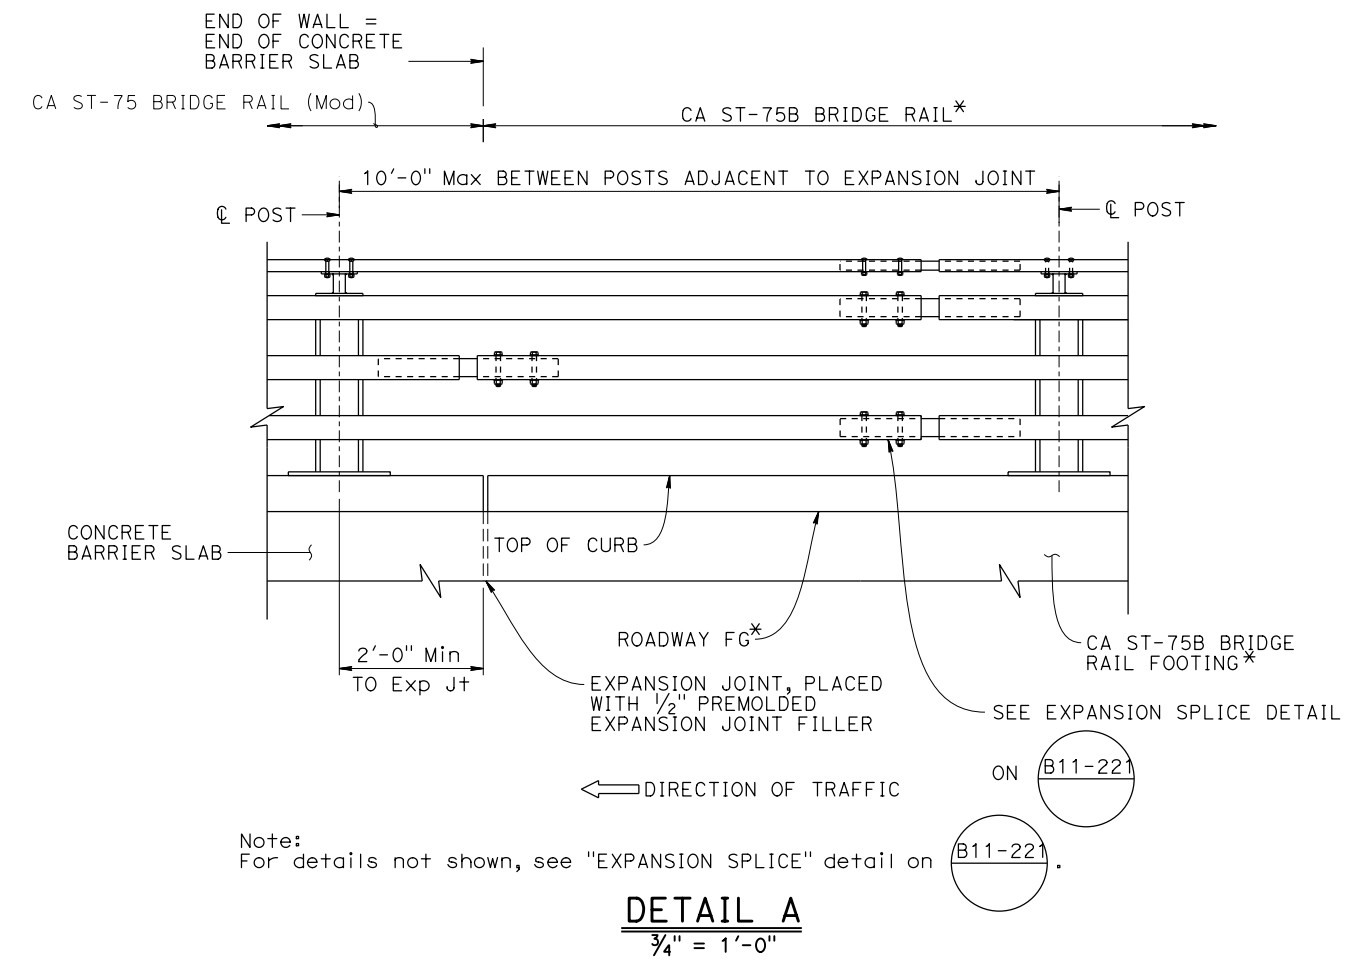 END OF WALL =
END OF CONCRETE
BARRIER SLAB
CA ST-75 BRIDGE RAIL (Mod)
CA ST-75B BRIDGE RAIL*
10'-0" Max BETWEEN POSTS ADJACENT TO EXPANSION JOINT
℄ POST
℄ POST
CONCRETE
BARRIER SLAB
TOP OF CURB
ROADWAY FG*
CA ST-75B BRIDGE
RAIL FOOTING*
2'-0" Min
TO Exp Jt
EXPANSION JOINT, PLACED
WITH 1/2" PREMOLDED
EXPANSION JOINT FILLER
SEE EXPANSION SPLICE DETAIL
ON B11-221
DIRECTION OF TRAFFIC
Note:
For details not shown, see "EXPANSION SPLICE" detail on B11-221.
DETAIL A
3/4" = 1'-0"